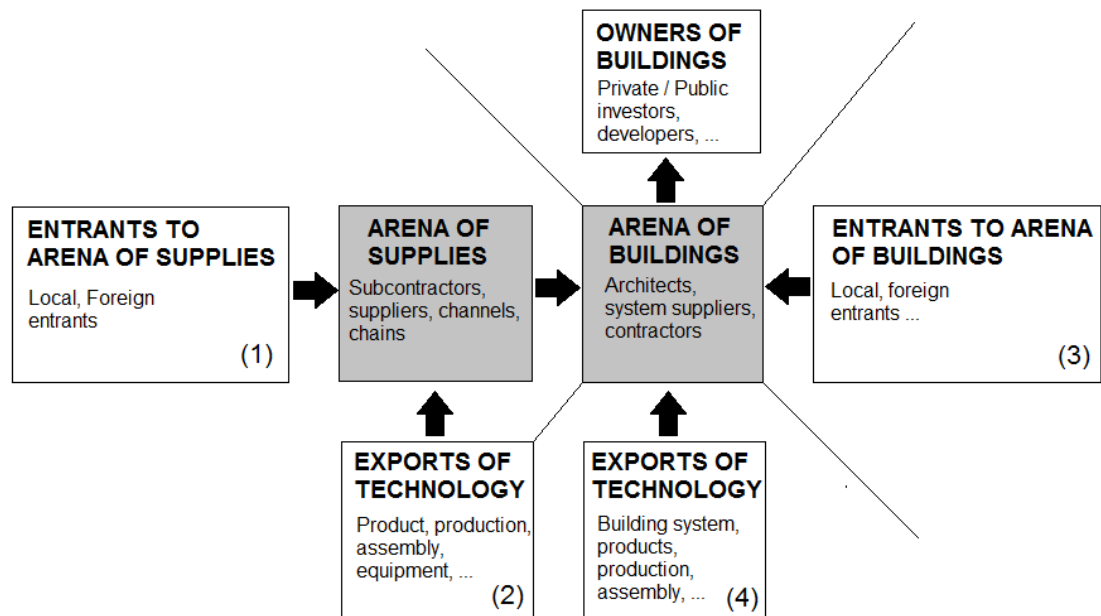 OWNERS OF
BUILDINGS
Private / Public
investors,
developers, ...
ENTRANTS TO
ARENA OF SUPPLIES
Local, Foreign
entrants
(1)
ARENA OF
SUPPLIES
Subcontractors,
suppliers, channels,
chains
ARENA OF
BUILDINGS
Architects,
system suppliers,
contractors
ENTRANTS TO ARENA
OF BUILDINGS
Local, foreign
entrants ...
(3)
EXPORTS OF
TECHNOLOGY
Product, production,
assembly,
equipment, ...
(2)
EXPORTS OF
TECHNOLOGY
Building system,
products,
production,
assembly, ...
(4)